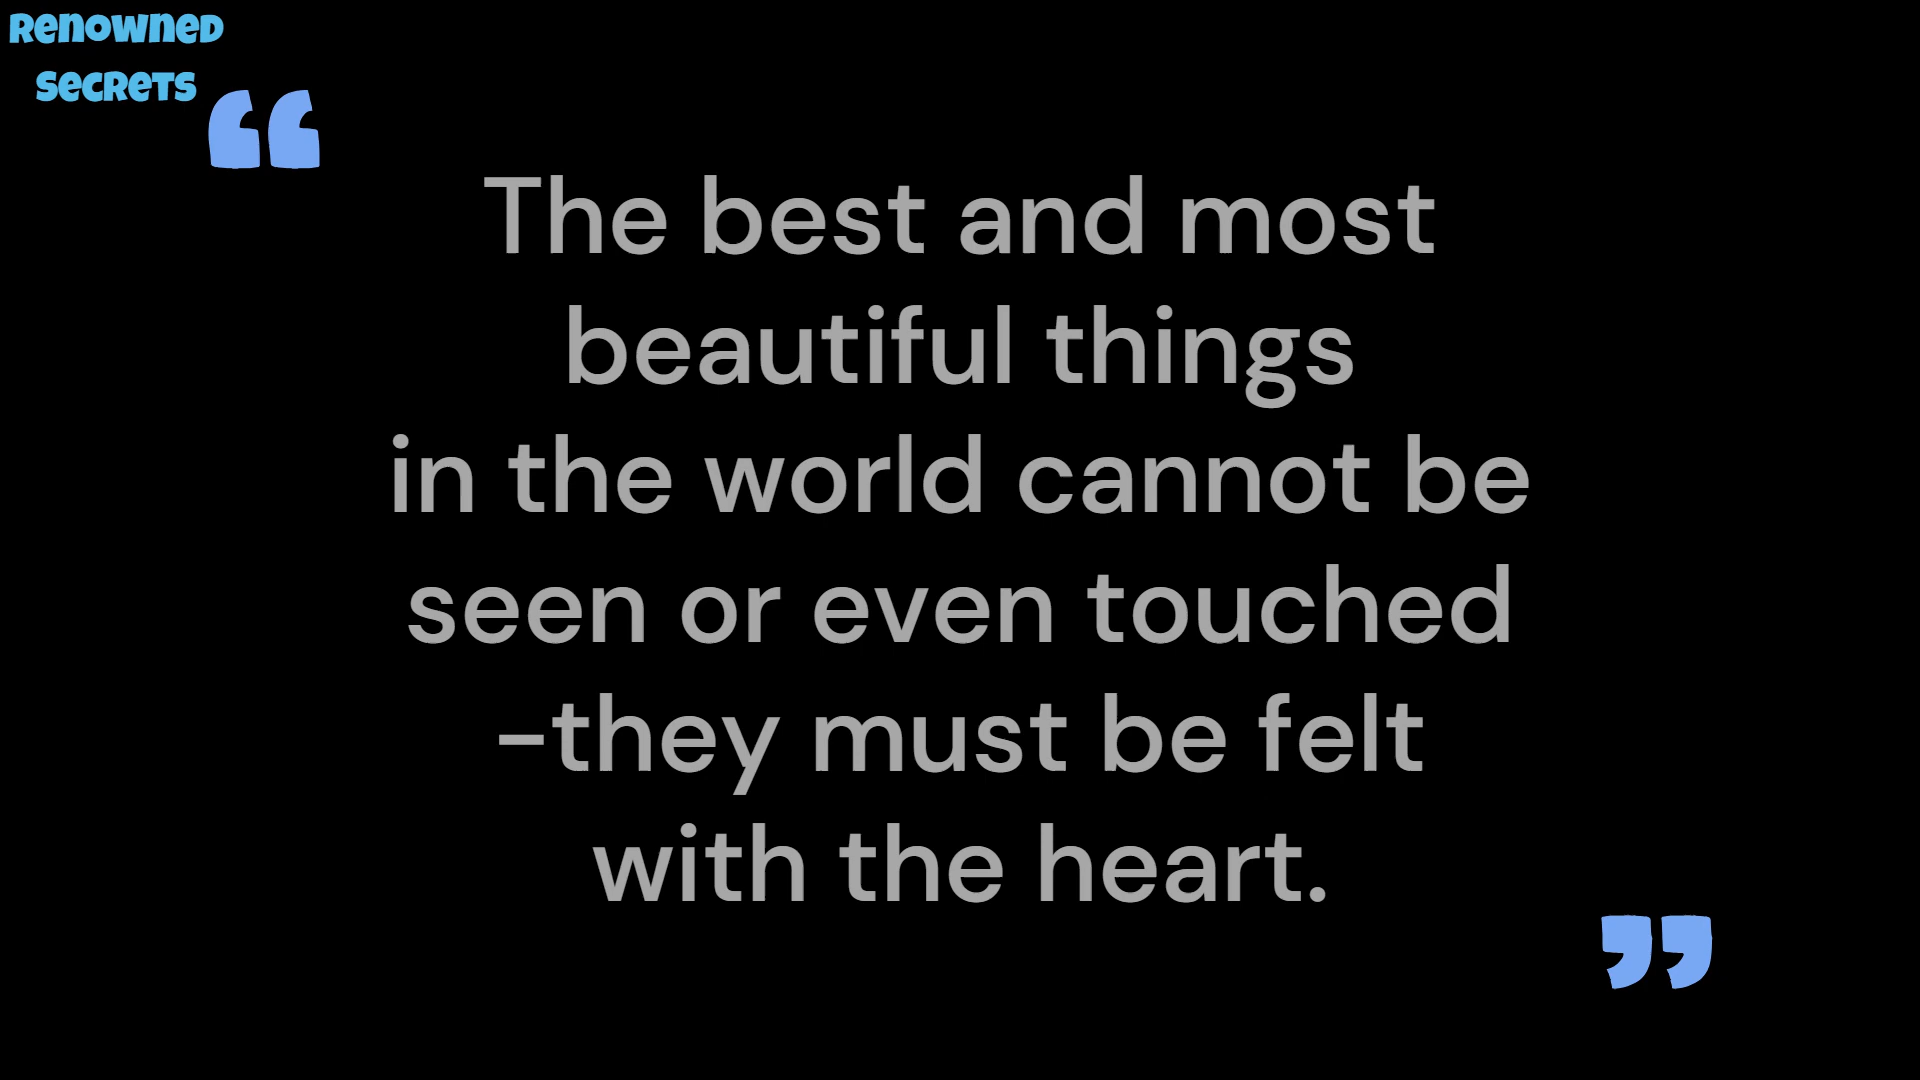 Renowned
Secrets
“
The best and most
beautiful things
in the world cannot be
seen or even touched
-they must be felt
with the heart.
”